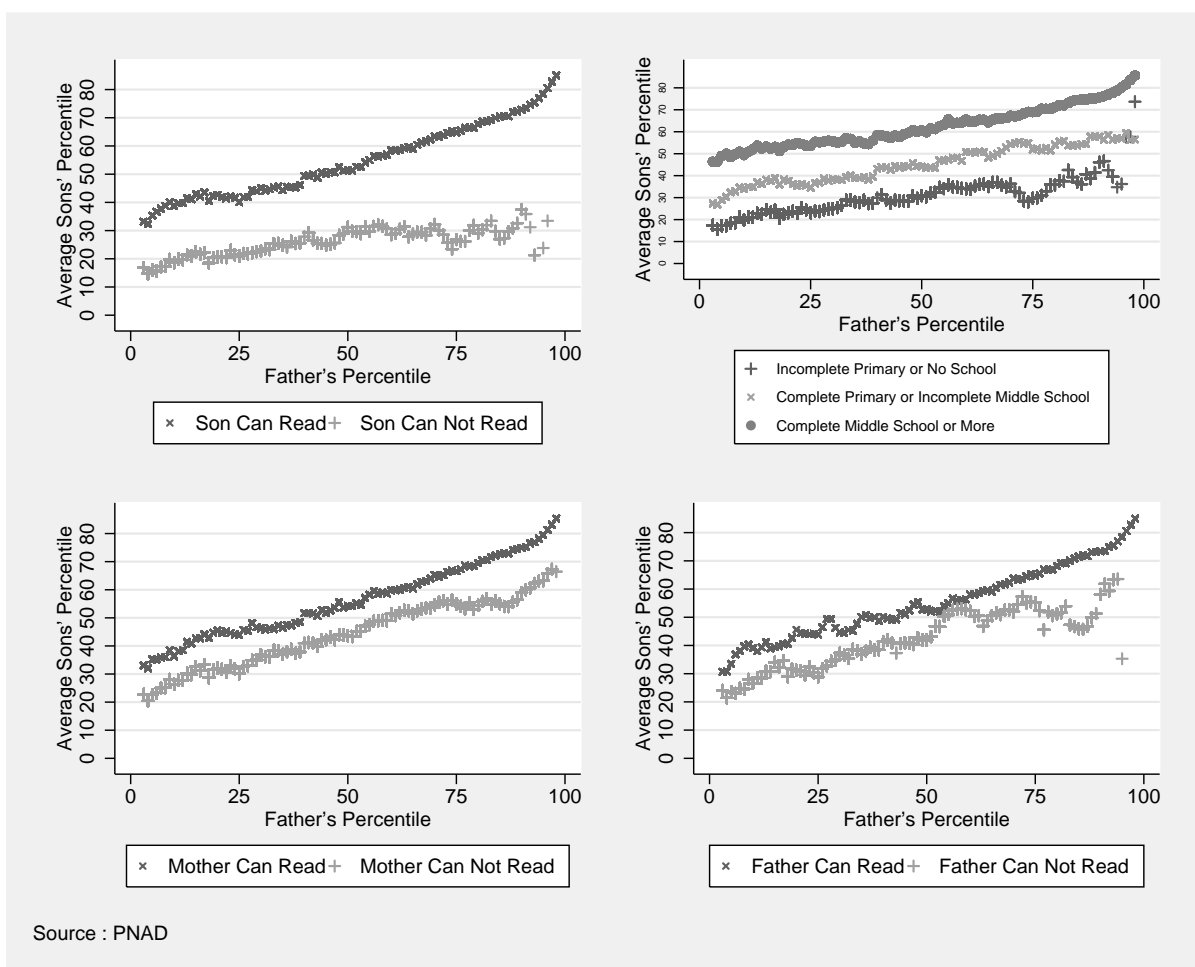 Average Sons' Percentile
0 10 20 30 40 50 60 70 80
0 25 50 75 100
Father's Percentile
Son Can Read Son Can Not Read
Average Sons' Percentile
0 10 20 30 40 50 60 70 80
0 25 50 75 100
Father's Percentile
Incomplete Primary or No School
Complete Primary or Incomplete Middle School
Complete Middle School or More
Average Sons' Percentile
0 10 20 30 40 50 60 70 80
0 25 50 75 100
Father's Percentile
Mother Can Read Mother Can Not Read
Average Sons' Percentile
0 10 20 30 40 50 60 70 80
0 25 50 75 100
Father's Percentile
Father Can Read Father Can Not Read
Source : PNAD